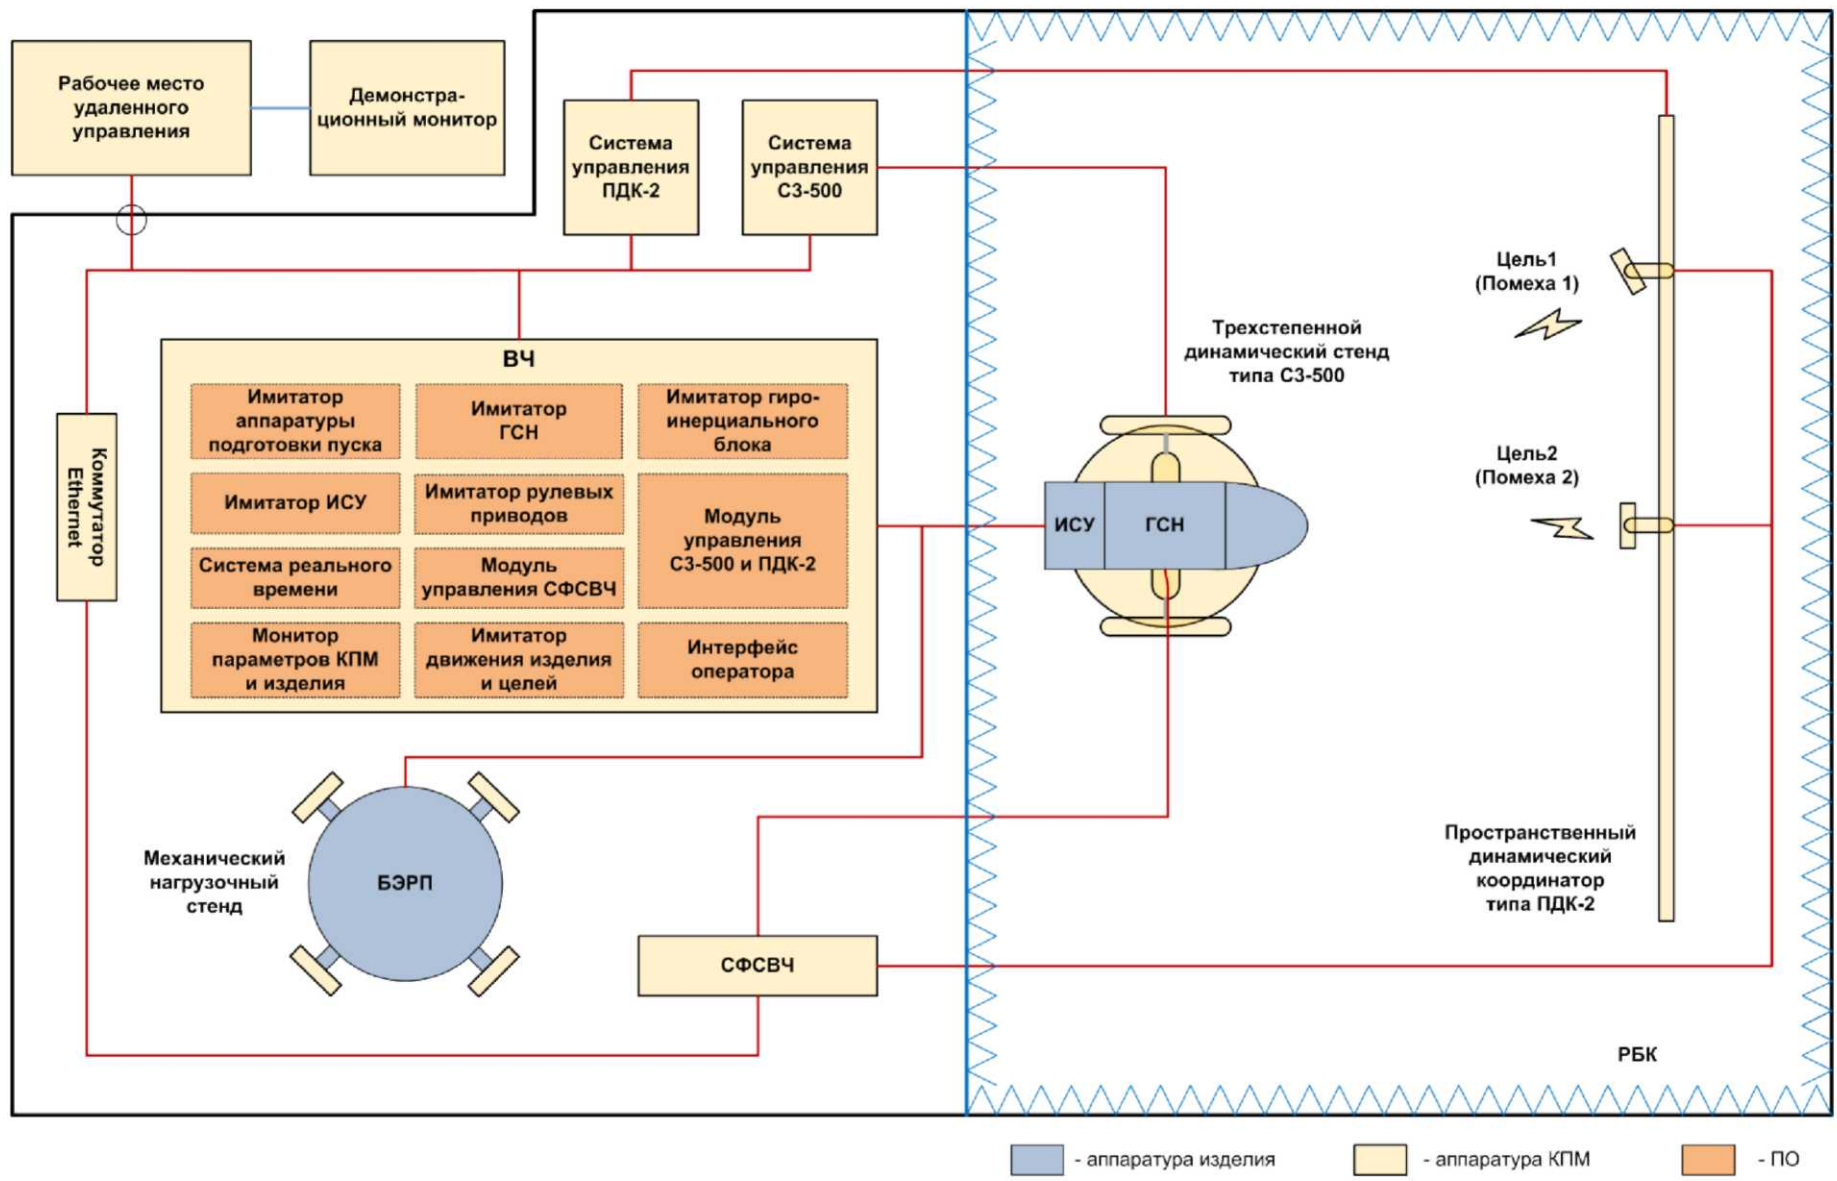 Рабочее место
удаленного
управления
Демонстра-
ционный монитор
Система
управления
ПДК-2
Система
управления
СЗ-500
ВЧ
Имитатор
аппаратуры
подготовки пуска
Имитатор
ГСН
Имитатор гиро-
инерциального
блока
Имитатор ИСУ
Имитатор рулевых
приводов
Модуль
управления
СЗ-500 и ПДК-2
Система реального
времени
Модуль
управления СФСВЧ
Монитор
параметров КПМ
и изделия
Имитатор
движения изделия
и целей
Интерфейс
оператора
Коммутатор
Ethernet
Механический
нагрузочный
стенд
БЭРП
СФСВЧ
Трехстепенной
динамический стенд
типа СЗ-500
ИСУ
ГСН
Цель1
(Помеха 1)
Цель2
(Помеха 2)
Пространственный
динамический
координатор
типа ПДК-2
РБК
- аппаратура изделия
- аппаратура КПМ
- ПО